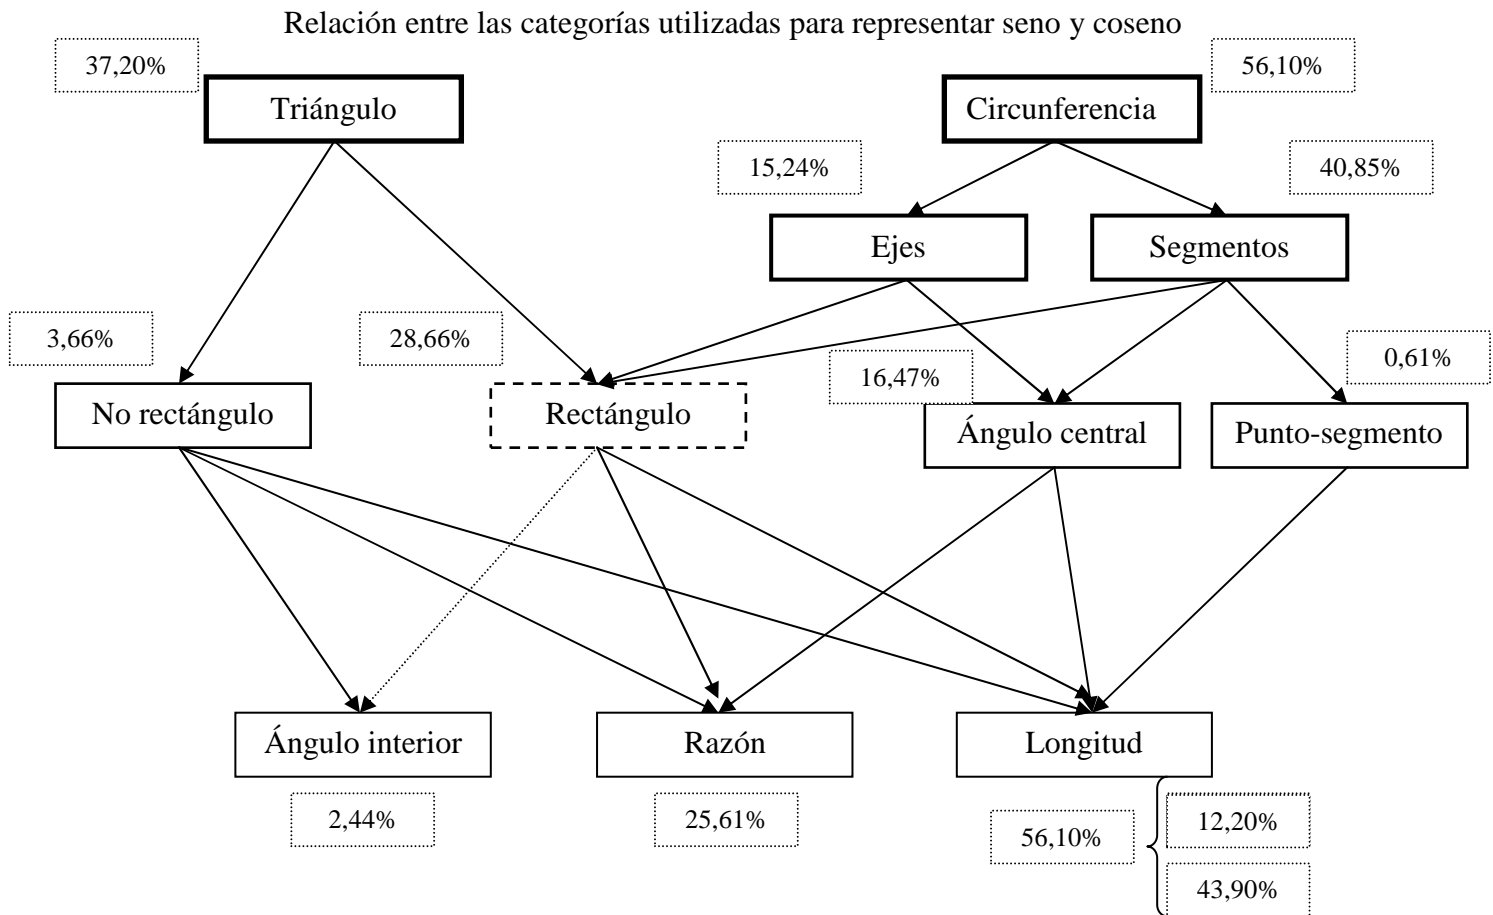 Relación entre las categorías utilizadas para representar seno y coseno
37,20%
56,10%
Triángulo
Circunferencia
15,24%
40,85%
Ejes
Segmentos
3,66%
28,66%
16,47%
0,61%
No rectángulo
Rectángulo
Ángulo central
Punto-segmento
Ángulo interior
Razón
Longitud
2,44%
25,61%
56,10%
12,20%
43,90%